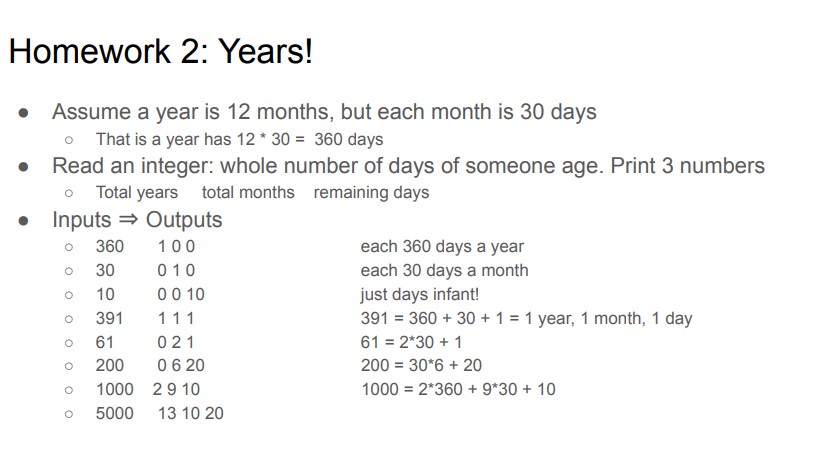 Homework 2: Years!
● Assume a year is 12 months, but each month is 30 days
○ That is a year has 12 * 30 = 360 days
● Read an integer: whole number of days of someone age. Print 3 numbers
○ Total years total months remaining days
● Inputs ⇒ Outputs
○ 360 1 0 0 each 360 days a year
○ 30 0 1 0 each 30 days a month
○ 10 0 0 10 just days infant!
○ 391 1 1 1 391 = 360 + 30 + 1 = 1 year, 1 month, 1 day
○ 61 0 2 1 61 = 2*30 + 1
○ 200 0 6 20 200 = 30*6 + 20
○ 1000 2 9 10 1000 = 2*360 + 9*30 + 10
○ 5000 13 10 20